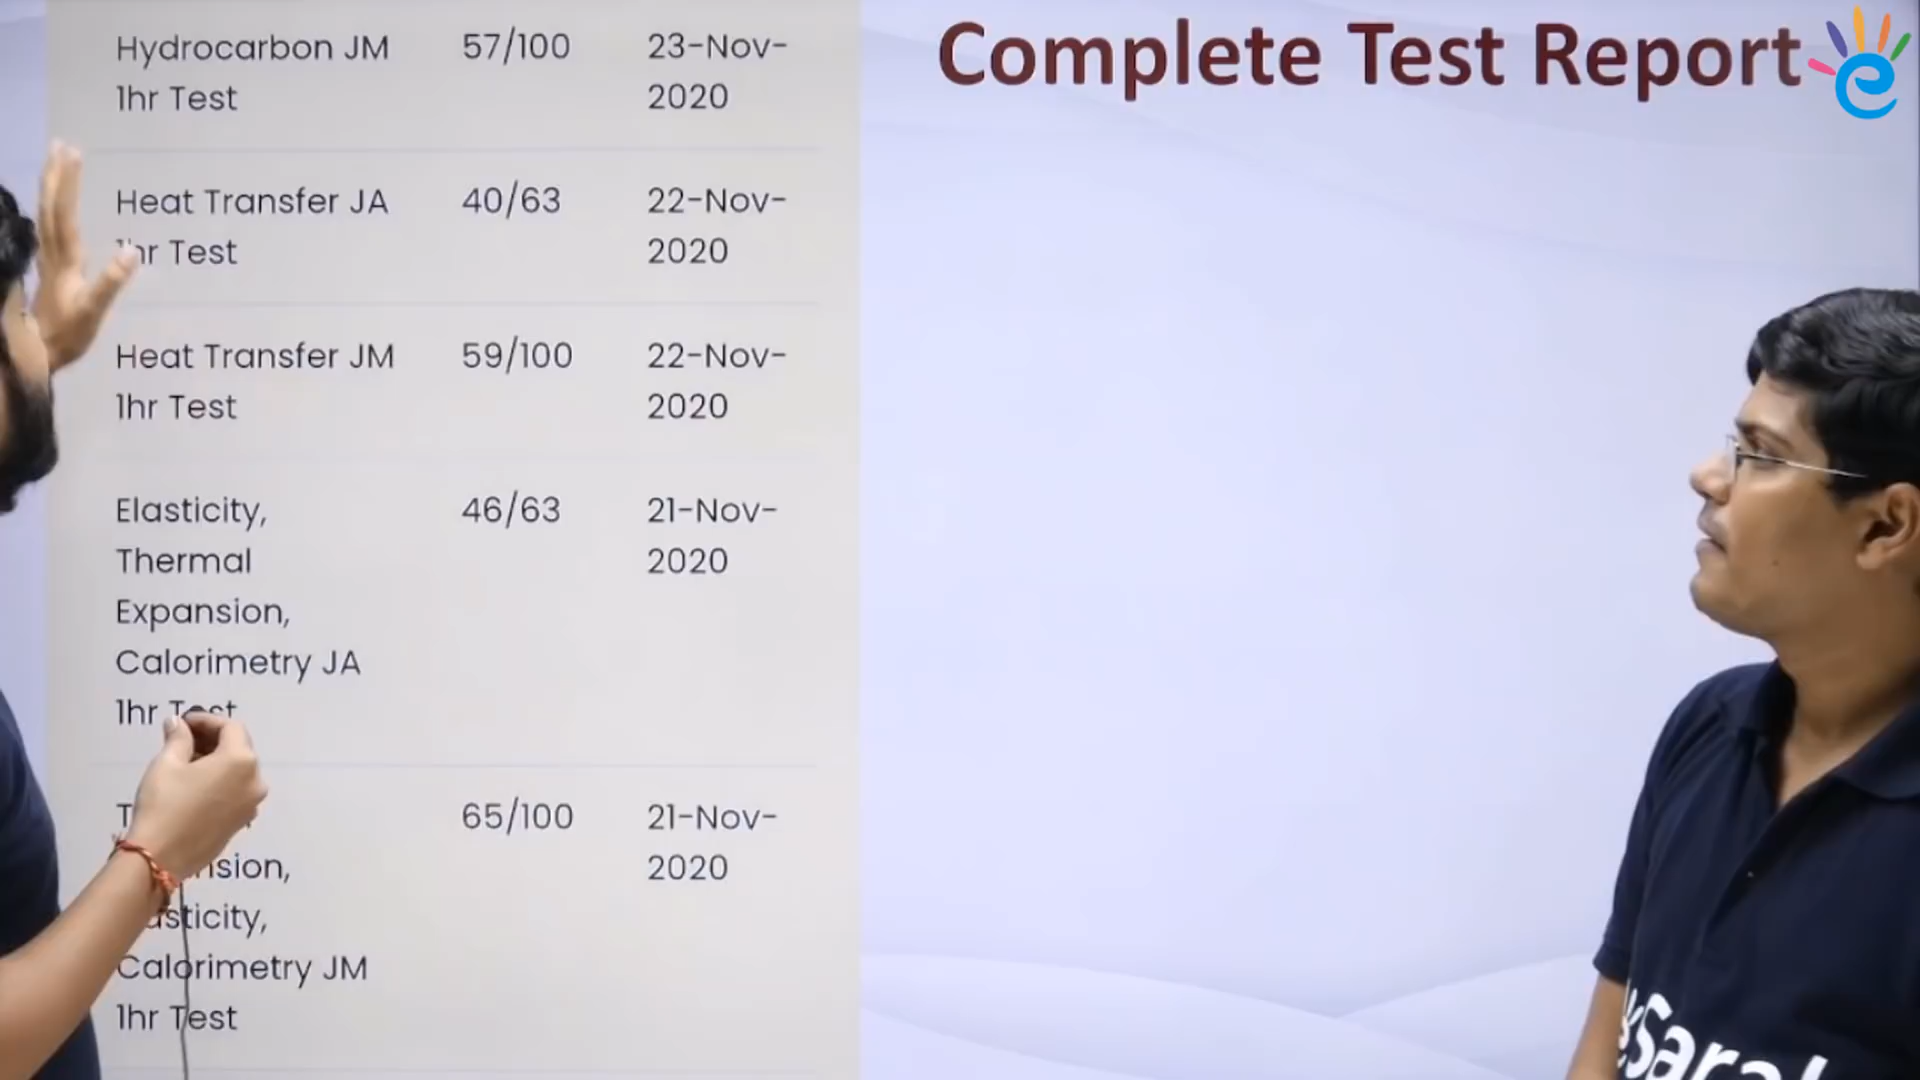 Complete Test Report
Hydrocarbon JM 57/100 23-Nov-
1hr Test 2020
Heat Transfer JA 40/63 22-Nov-
Test 2020
Heat Transfer JM 59/100 22-Nov-
1hr Test 2020
Elasticity, 46/63 21-Nov-
Thermal 2020
Expansion,
Calorimetry JA
1hr Test
65/100 21-Nov-
2020
Calorimetry JM
1hr Test